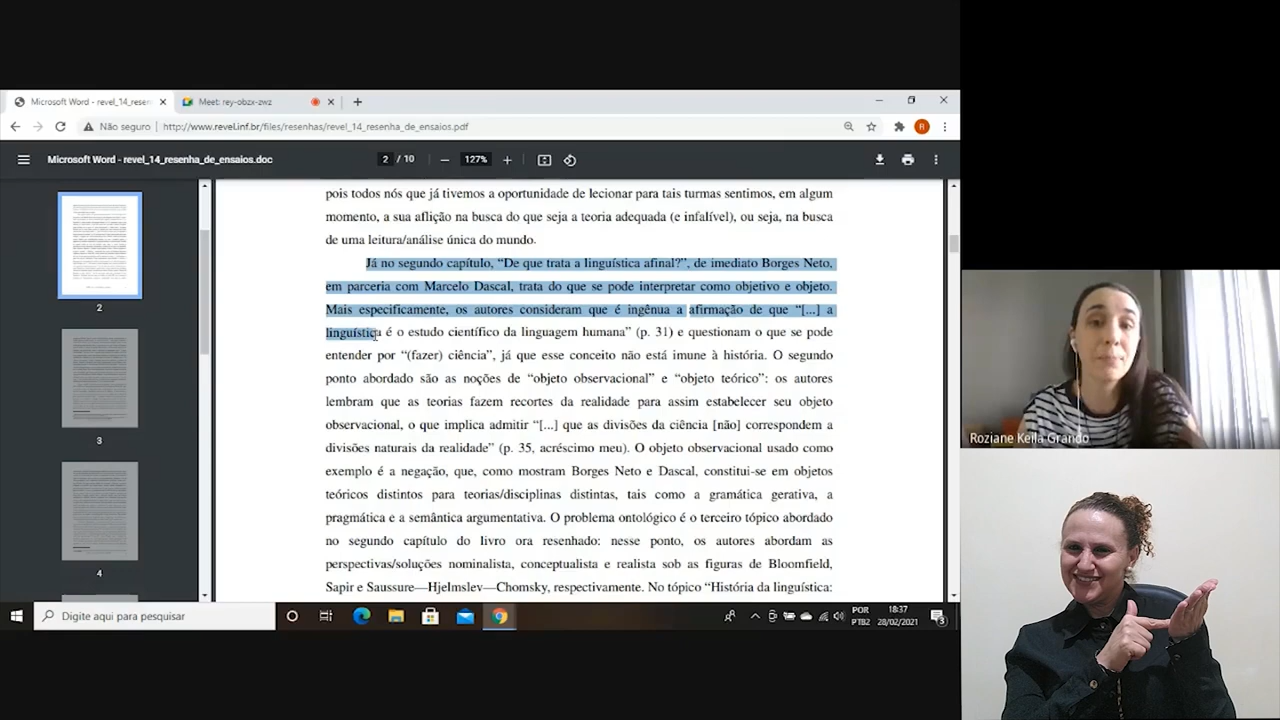 Microsoft Word - revel_14_resen
Meet: rey-obzx-zwz
Não seguro
http://www.revel.inf.br/files/resenhas/revel_14_resenha_de_ensaios.pdf
R
Microsoft Word - revel_14_resenha_de_ensaios.doc
2 / 10
127%
pois todos nós que já tivemos a oportunidade de lecionar para tais turmas sentimos, em algum
momento, a sua aflição na busca do que seja a teoria adequada (e infalível), ou seja, na busca
de uma leitura/análise única do mundo.
Já no segundo capítulo, “De que trata a linguística afinal?”, de imediato Borges Neto,
em parceria com Marcelo Dascal, trata do que se pode interpretar como objetivo e objeto.
Mais especificamente, os autores consideram que é ingênua a afirmação de que “[...] a
linguística é o estudo científico da linguagem humana” (p. 31) e questionam o que se pode
entender por “(fazer) ciência”, já que esse conceito não está imune à história. O segundo
ponto abordado são as noções de “objeto observacional” e “objeto teórico”: os autores
lembram que as teorias fazem recortes da realidade para assim estabelecer seu objeto
observacional, o que implica admitir “[...] que as divisões da ciência [não] correspondem a
divisões naturais da realidade” (p. 35, acréscimo meu). O objeto observacional usado como
exemplo é a negação, que, como mostram Borges Neto e Dascal, constitui-se em objetos
teóricos distintos para teorias/disciplinas distintas, tais como a gramática gerativa, a
pragmática e a semântica argumentativa. O problema ontológico é o terceiro tópico abordado
no segundo capítulo do livro ora resenhado: nesse ponto, os autores abordam as
perspectivas/soluções nominalista, conceptualista e realista sob as figuras de Bloomfield,
Sapir e Saussure—Hjelmslev—Chomsky, respectivamente. No tópico “História da linguística:
2
3
4
Roziane Keila Grando
Digite aqui para pesquisar
POR
PTB2
18:37
28/02/2021
3